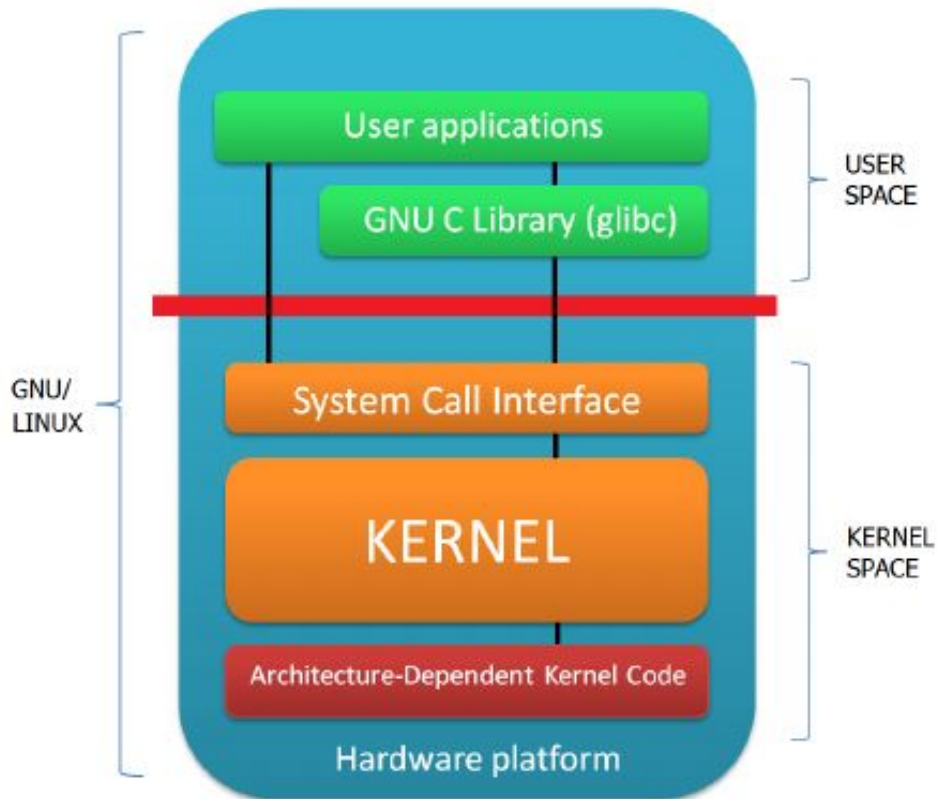 User applications
USER
SPACE
GNU C Library (glibc)
GNU/
LINUX
System Call Interface
KERNEL
KERNEL
SPACE
Architecture-Dependent Kernel Code
Hardware platform